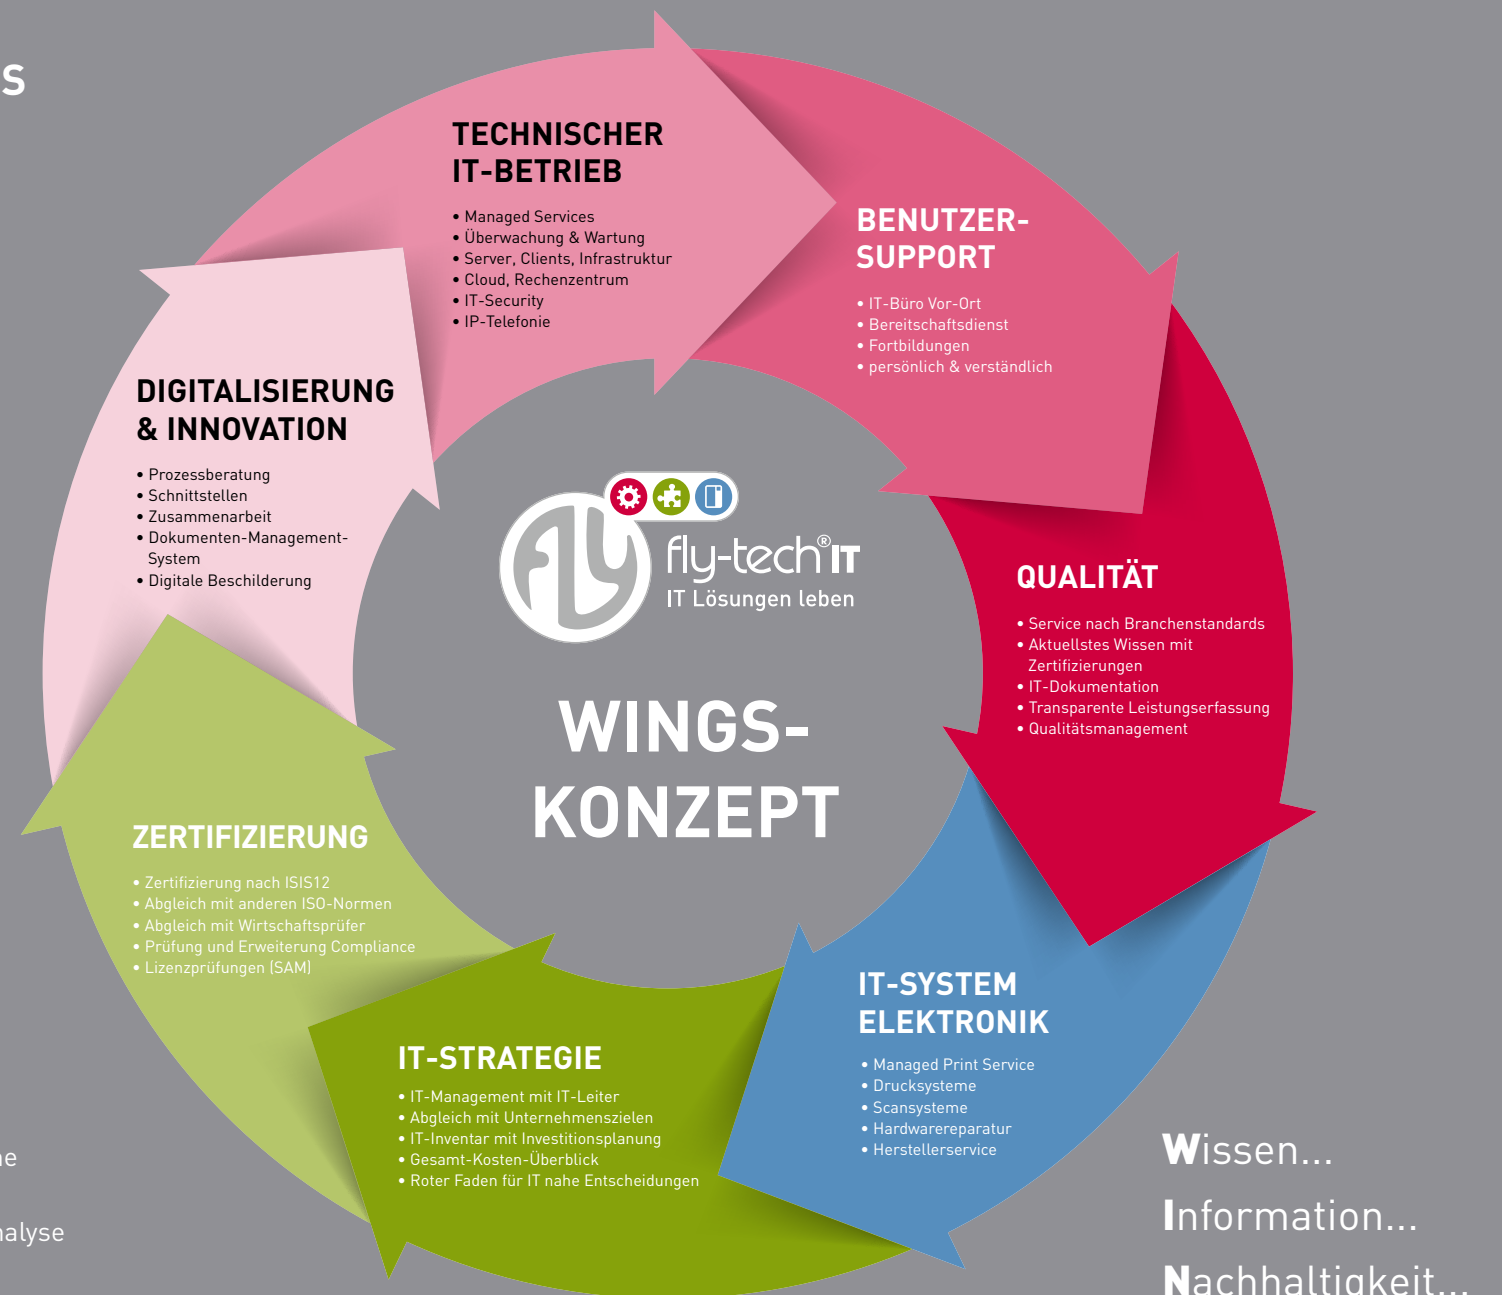 S
TECHNISCHER
IT-BETRIEB
• Managed Services
• Überwachung & Wartung
• Server, Clients, Infrastruktur
• Cloud, Rechenzentrum
• IT-Security
• IP-Telefonie
BENUTZER-
SUPPORT
• IT-Büro Vor-Ort
• Bereitschaftsdienst
• Fortbildungen
• persönlich & verständlich
QUALITÄT
• Service nach Branchenstandards
• Aktuellstes Wissen mit
Zertifizierungen
• IT-Dokumentation
• Transparente Leistungserfassung
• Qualitätsmanagement
IT-SYSTEM
ELEKTRONIK
• Managed Print Service
• Drucksysteme
• Scansysteme
• Hardwarereparatur
• Herstellerservice
IT-STRATEGIE
• IT-Management mit IT-Leiter
• Abgleich mit Unternehmenszielen
• IT-Inventar mit Investitionsplanung
• Gesamt-Kosten-Überblick
• Roter Faden für IT nahe Entscheidungen
ZERTIFIZIERUNG
• Zertifizierung nach ISIS12
• Abgleich mit anderen ISO-Normen
• Abgleich mit Wirtschaftsprüfer
• Prüfung und Erweiterung Compliance
• Lizenzprüfungen (SAM)
DIGITALISIERUNG
& INNOVATION
• Prozessberatung
• Schnittstellen
• Zusammenarbeit
• Dokumenten-Management-
System
• Digitale Beschilderung
fly
fly-tech® IT
IT Lösungen leben
WINGS-
KONZEPT
nalyse
Wissen...
Information...
Nachhaltigkeit...